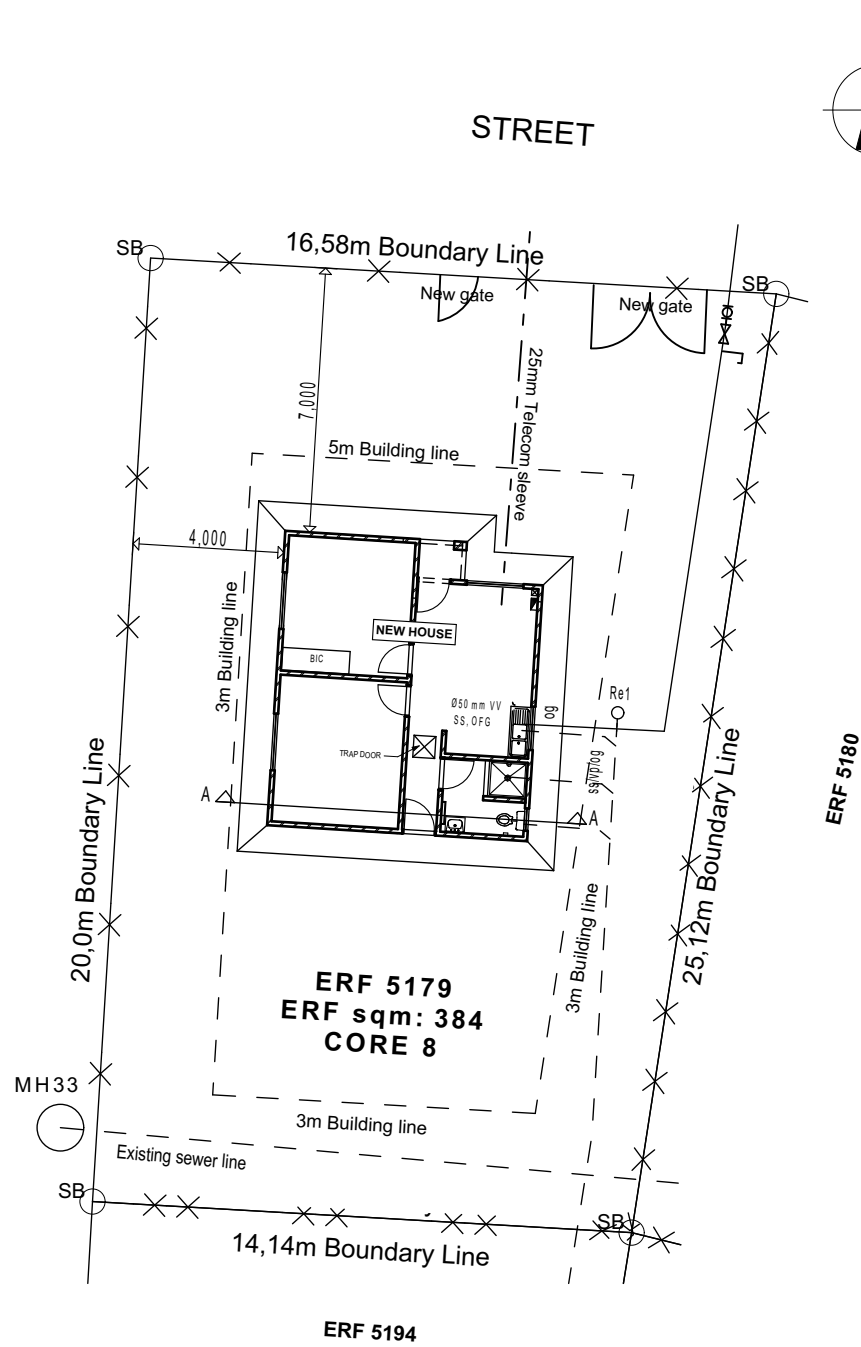 STREET
16,58m Boundary Line
SB
SB
New gate
New gate
25mm Telecom sleeve
7,000
5m Building line
4,000
3m Building line
NEW HOUSE
BIC
Re1
Ø50 mm VV
SS, OFG
og
TRAP DOOR
ss/vp/og
A
A
ERF 5180
20,0m Boundary Line
25,12m Boundary Line
3m Building line
ERF 5179
ERF sqm: 384
CORE 8
MH33
3m Building line
Existing sewer line
SB
SB
14,14m Boundary Line
ERF 5194